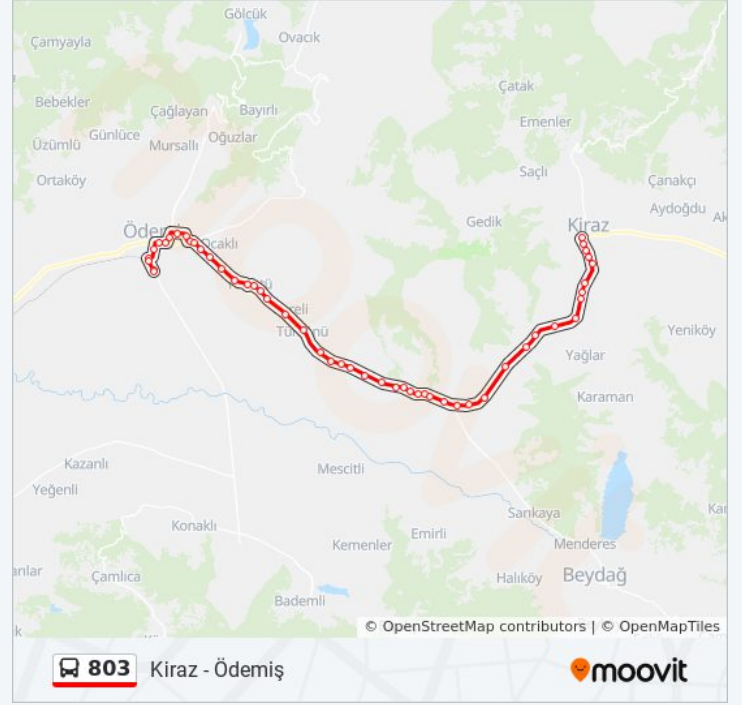 Gölcük
Çamyayla
Ovacık
Çatak
Bebekler
Çağlayan
Bayırlı
Emenler
Günlüce
Oğuzlar
Üzümlü
Mursallı
Saçlı
Ortaköy
Çanakçı
Aydoğdu
Gedik
Kiraz
Ocaklı
Yeniköy
Yağlar
Karaman
Kazanlı
Mescitli
Yeğenli
Sarıkaya
Konaklı
Emirli
Kemenler
Menderes
Çamlıca
Halıköy
Beydağ
Bademli
© OpenStreetMap contributors | © OpenMapTiles
803 Kiraz - Ödemiş
moovit